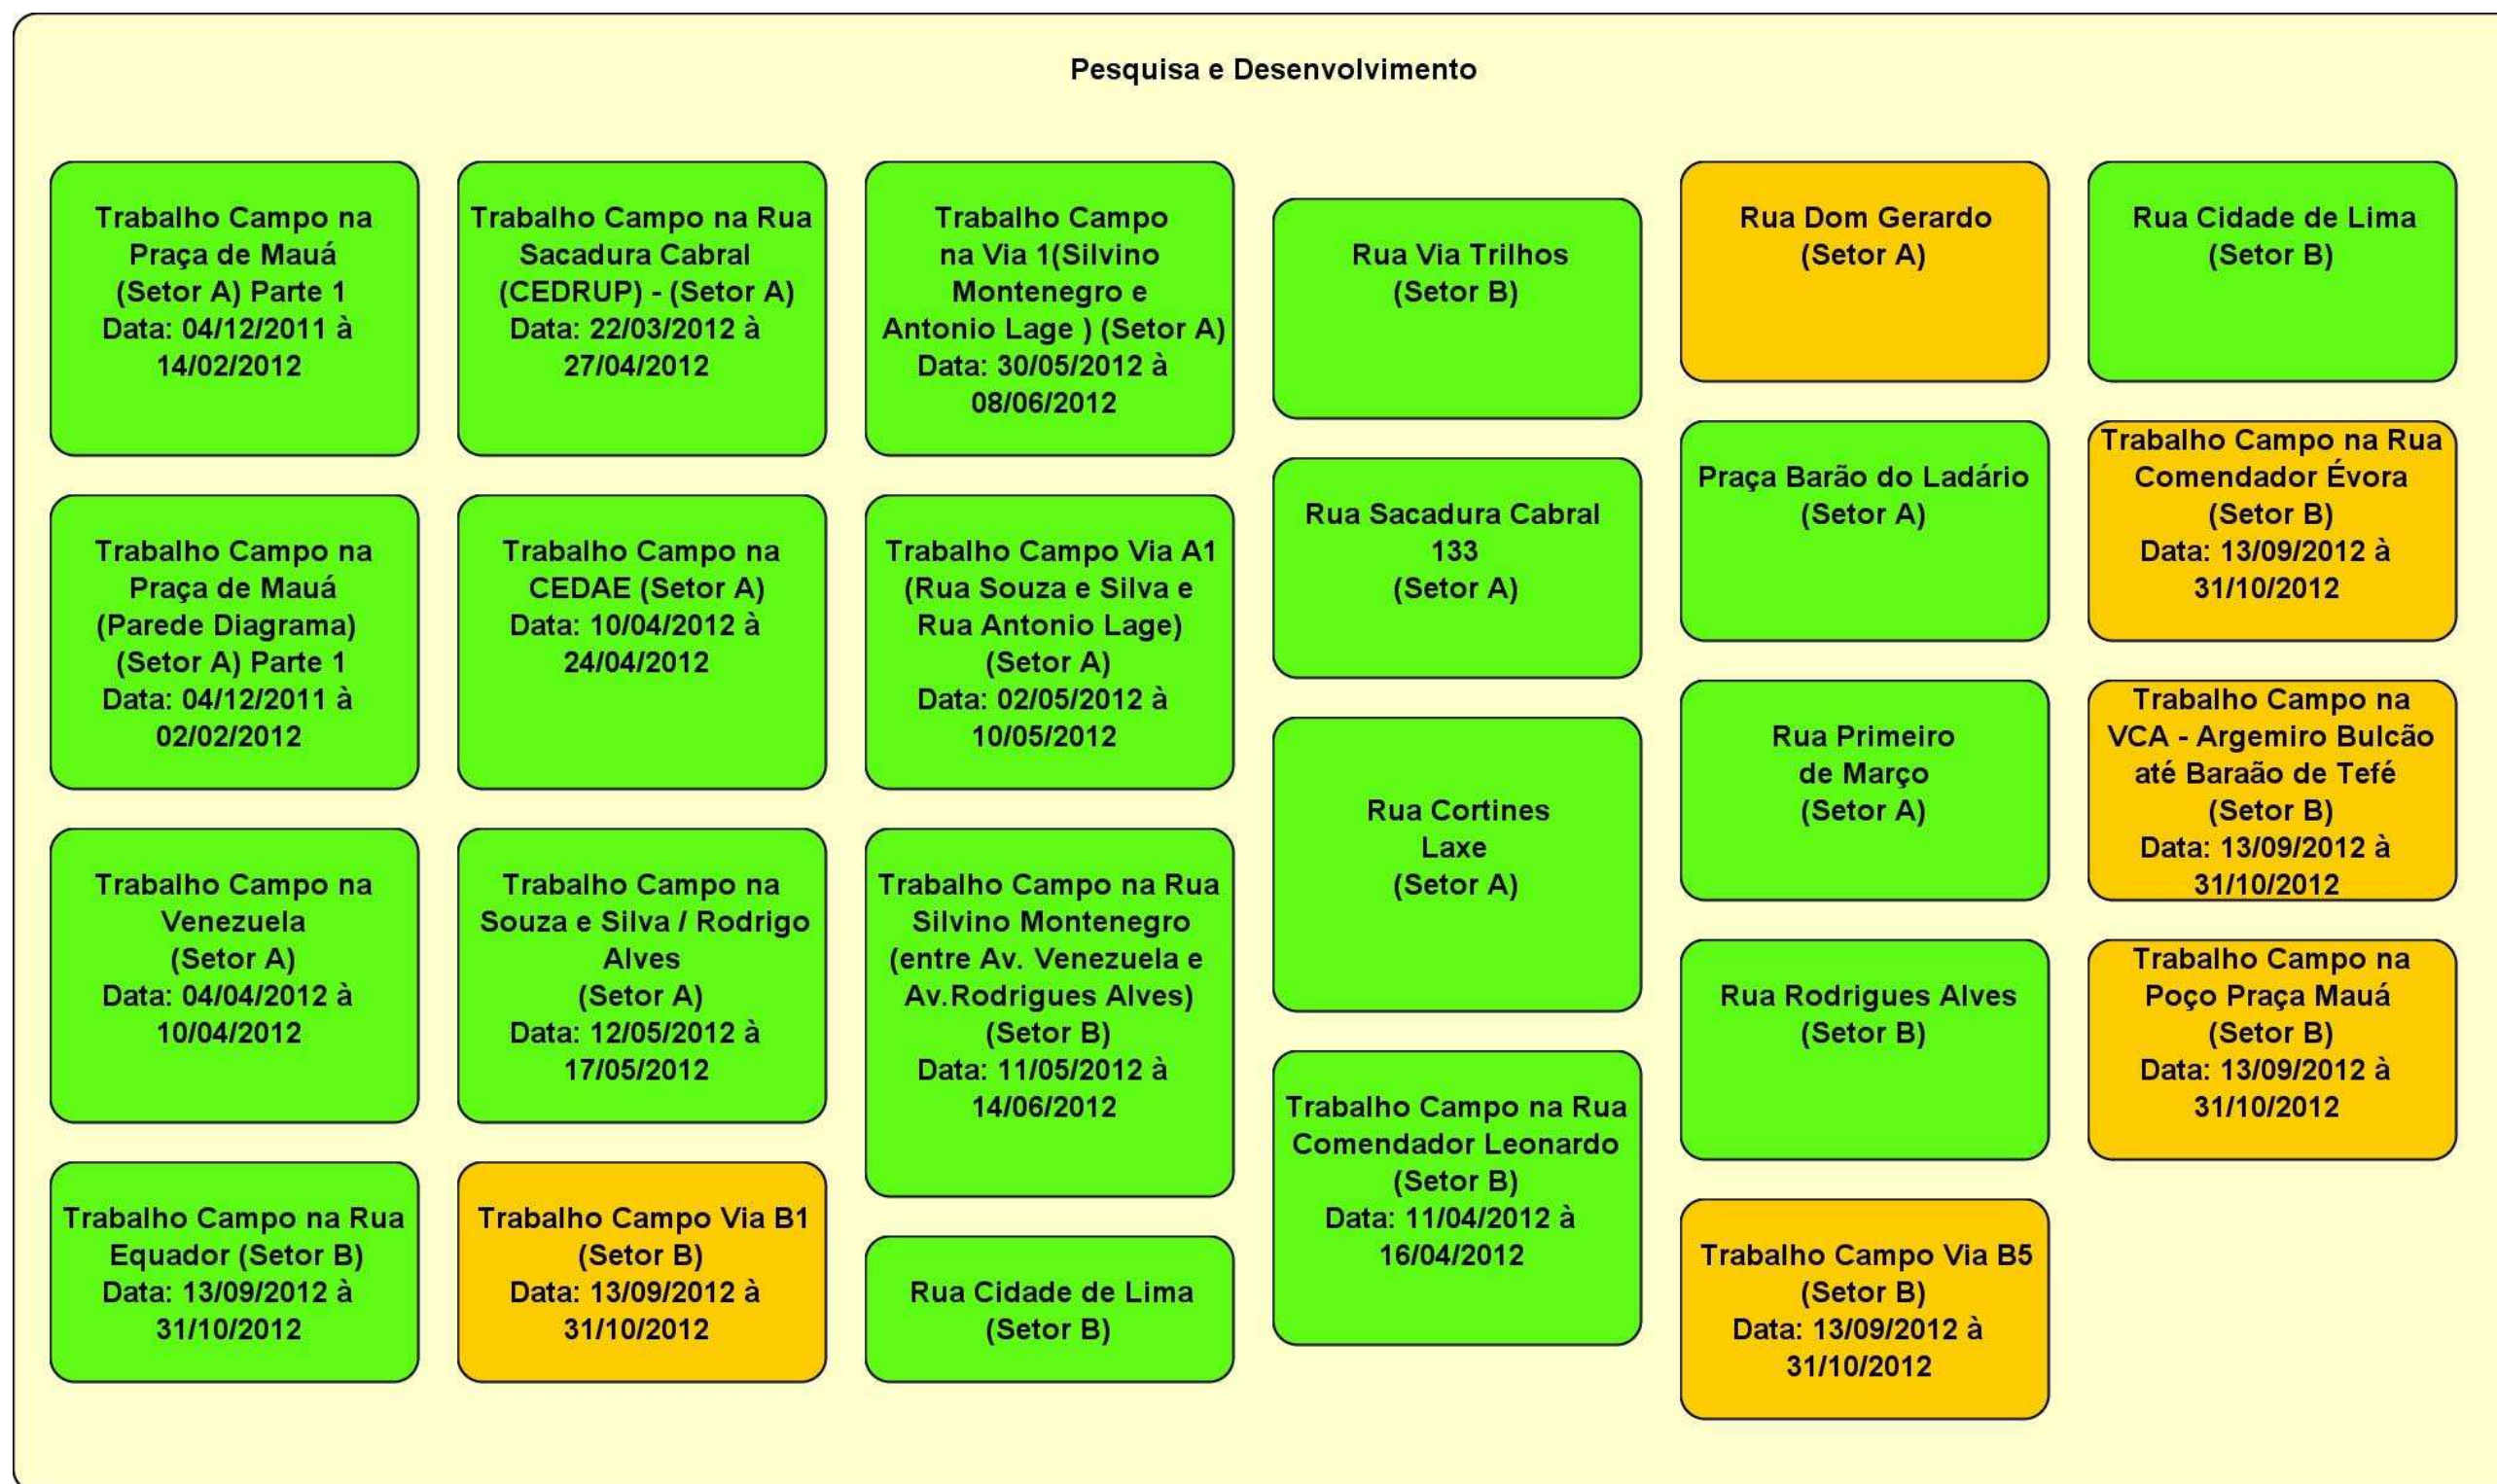 Pesquisa e Desenvolvimento
Trabalho Campo na
Praça de Mauá
(Setor A) Parte 1
Data: 04/12/2011 à
14/02/2012
Trabalho Campo na
Praça de Mauá
(Parede Diagrama)
(Setor A) Parte 1
Data: 04/12/2011 à
02/02/2012
Trabalho Campo na
Venezuela
(Setor A)
Data: 04/04/2012 à
10/04/2012
Trabalho Campo na Rua
Equador (Setor B)
Data: 13/09/2012 à
31/10/2012
Trabalho Campo na Rua
Sacadura Cabral
(CEDRUP) - (Setor A)
Data: 22/03/2012 à
27/04/2012
Trabalho Campo na
CEDAE (Setor A)
Data: 10/04/2012 à
24/04/2012
Trabalho Campo na
Souza e Silva / Rodrigo
Alves
(Setor A)
Data: 12/05/2012 à
17/05/2012
Trabalho Campo Via B1
(Setor B)
Data: 13/09/2012 à
31/10/2012
Trabalho Campo
na Via 1(Silvino
Montenegro e
Antonio Lage ) (Setor A)
Data: 30/05/2012 à
08/06/2012
Trabalho Campo Via A1
(Rua Souza e Silva e
Rua Antonio Lage)
(Setor A)
Data: 02/05/2012 à
10/05/2012
Trabalho Campo na Rua
Silvino Montenegro
(entre Av. Venezuela e
Av.Rodrigues Alves)
(Setor B)
Data: 11/05/2012 à
14/06/2012
Rua Cidade de Lima
(Setor B)
Rua Via Trilhos
(Setor B)
Rua Sacadura Cabral
133
(Setor A)
Rua Cortines
Laxe
(Setor A)
Trabalho Campo na Rua
Comendador Leonardo
(Setor B)
Data: 11/04/2012 à
16/04/2012
Rua Dom Gerardo
(Setor A)
Praça Barão do Ladário
(Setor A)
Rua Primeiro
de Março
(Setor A)
Rua Rodrigues Alves
(Setor B)
Trabalho Campo Via B5
(Setor B)
Data: 13/09/2012 à
31/10/2012
Rua Cidade de Lima
(Setor B)
Trabalho Campo na Rua
Comendador Évora
(Setor B)
Data: 13/09/2012 à
31/10/2012
Trabalho Campo na
VCA - Argemiro Bulcão
até Baraão de Tefé
(Setor B)
Data: 13/09/2012 à
31/10/2012
Trabalho Campo na
Poço Praça Mauá
(Setor B)
Data: 13/09/2012 à
31/10/2012